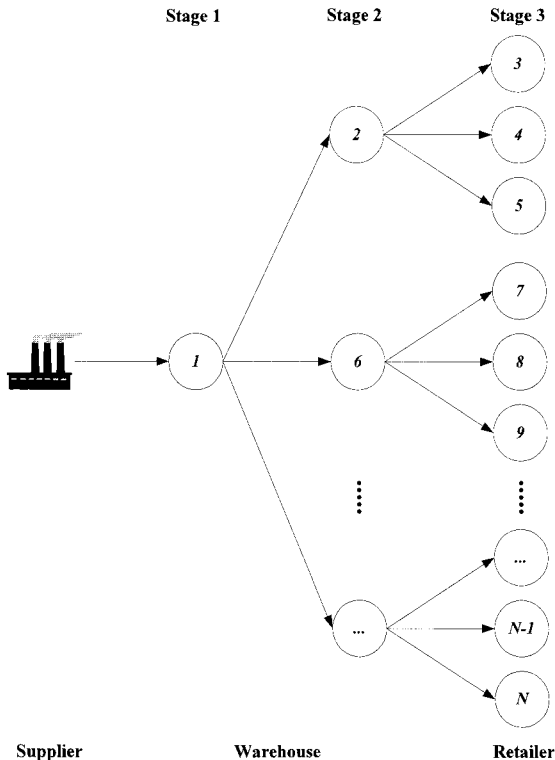 Stage 1 Stage 2 Stage 3
3
2 4
5
7
1 6 8
9
...
... N-1
N
Supplier Warehouse Retailer